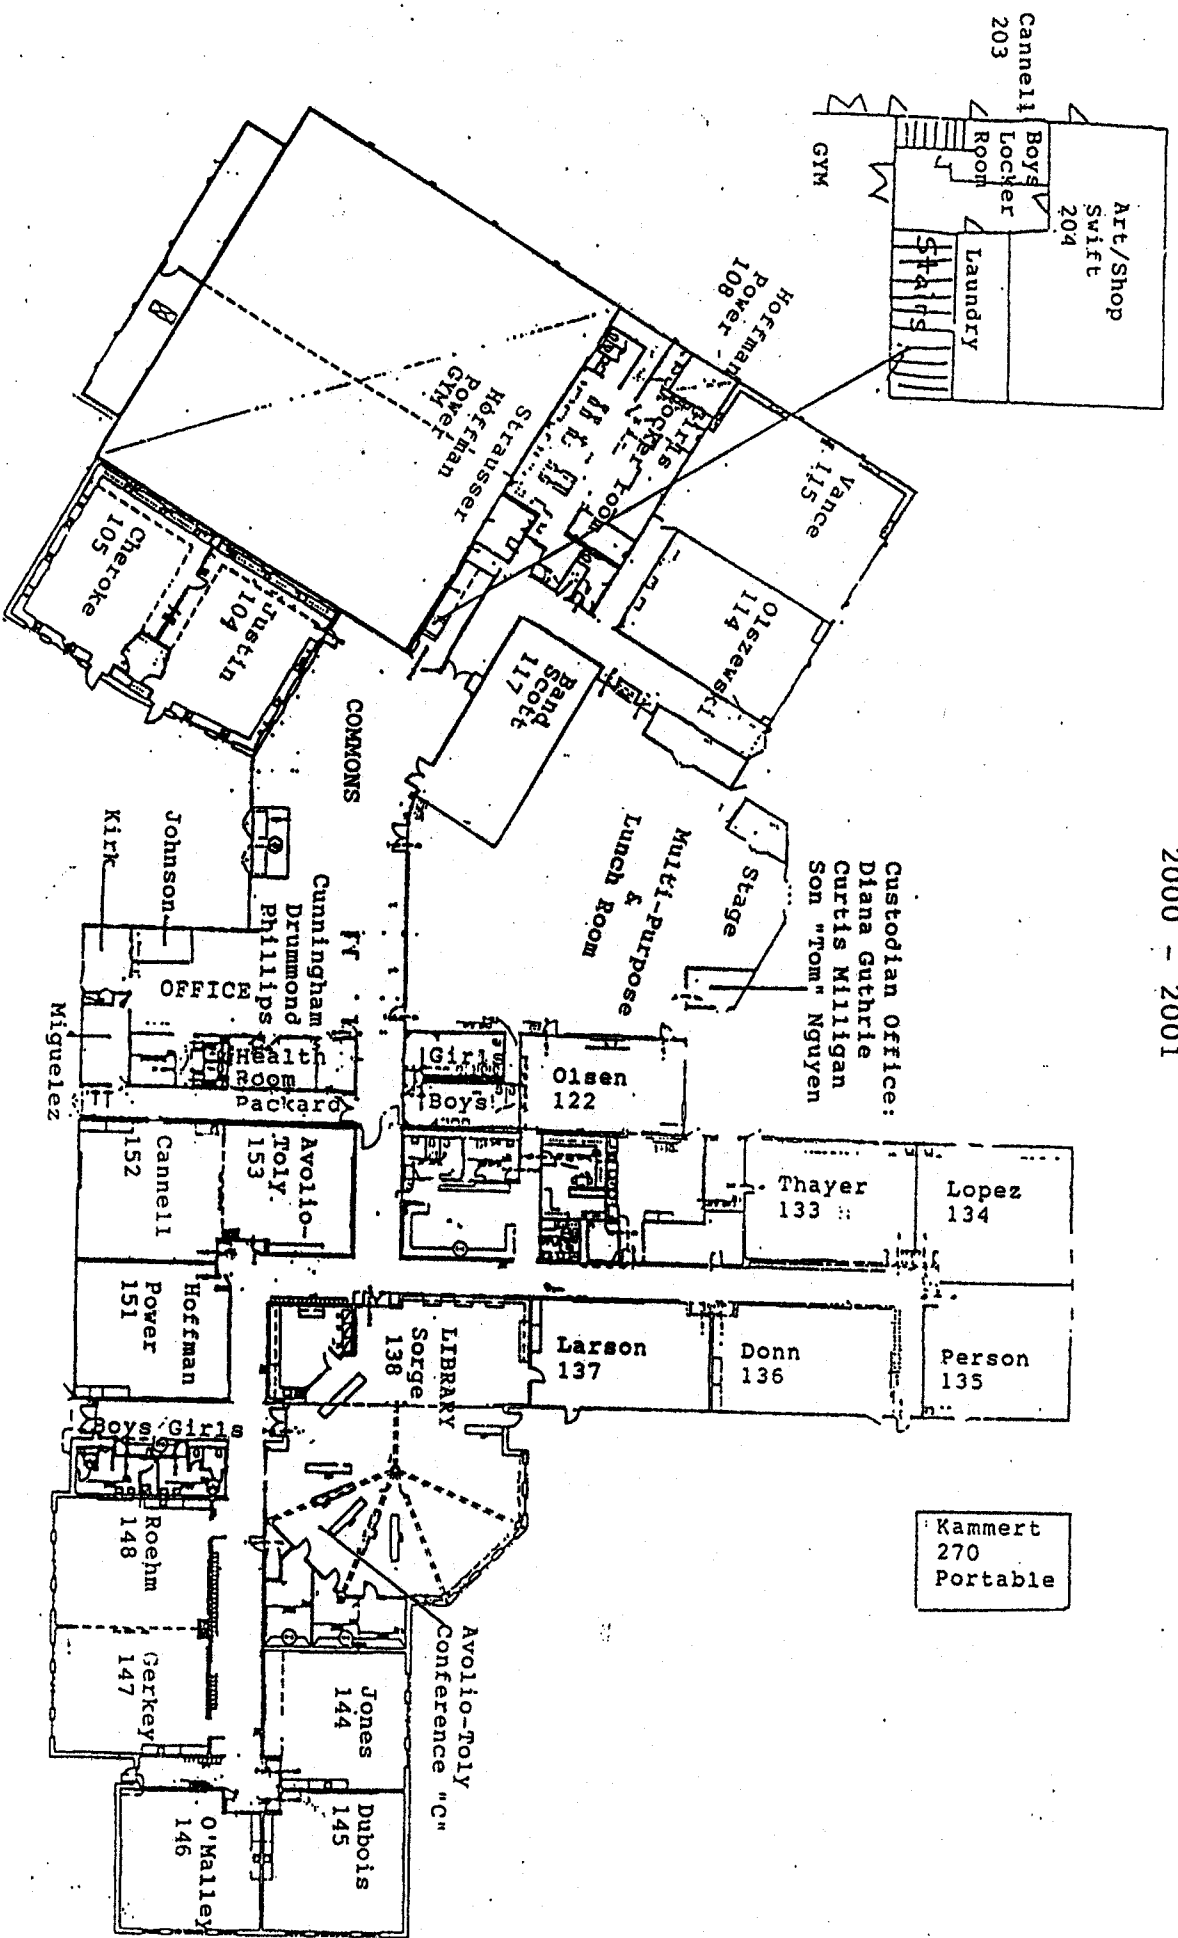 2000 - 2001
Cannell
203
Boys
Locker
Room
Art/Shop
Swift
204
GYM
Stairs
Laundry
Hoffman
Power
108
Girls
Locker Room
Vance
115
Olszewski
114
Strausser
Hoffman
Power
GYM
Cheroke
105
Justin
104
Band
Scott
117
COMMONS
Multi-Purpose
&
Lunch Room
Stage
Custodian Office:
Diana Guthrie
Curtis Milligan
Son "Tom" Nguyen
Johnson
Kirk
Cunningham
Drummond
Phillips
OFFICE
Miguelez
Health
Room
Packard
Girls
Boys
Olsen
122
Avolio-
Toly
153
Cannell
152
Hoffman
Power
151
Thayer
133
Lopez
134
LIBRARY
Sorge
138
Larson
137
Donn
136
Person
135
Boys Girls
Roehm
148
Gerkey
147
Kammert
270
Portable
Avolio-Toly
Conference "C"
Jones
144
Dubois
145
O'Malley
146